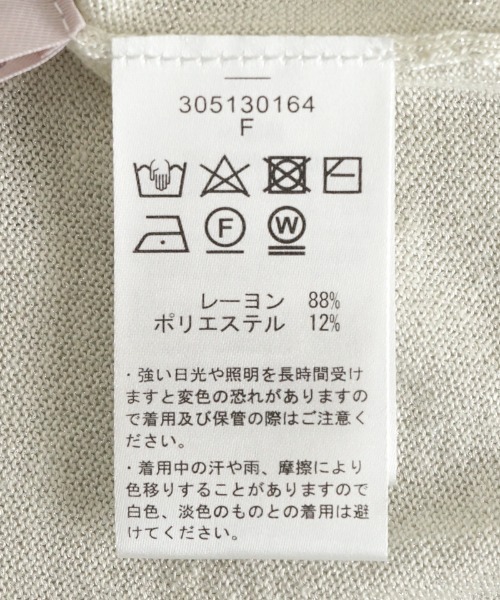 305130164
F
F
W
レーヨン 88%
ポリエステル 12%
・強い日光や照明を長時間受け
ますと変色の恐れがありますの
で着用及び保管の際はご注意く
ださい。
・着用中の汗や雨、摩擦により
色移りすることがありますので
白色、淡色のものとの着用は避
けてください。